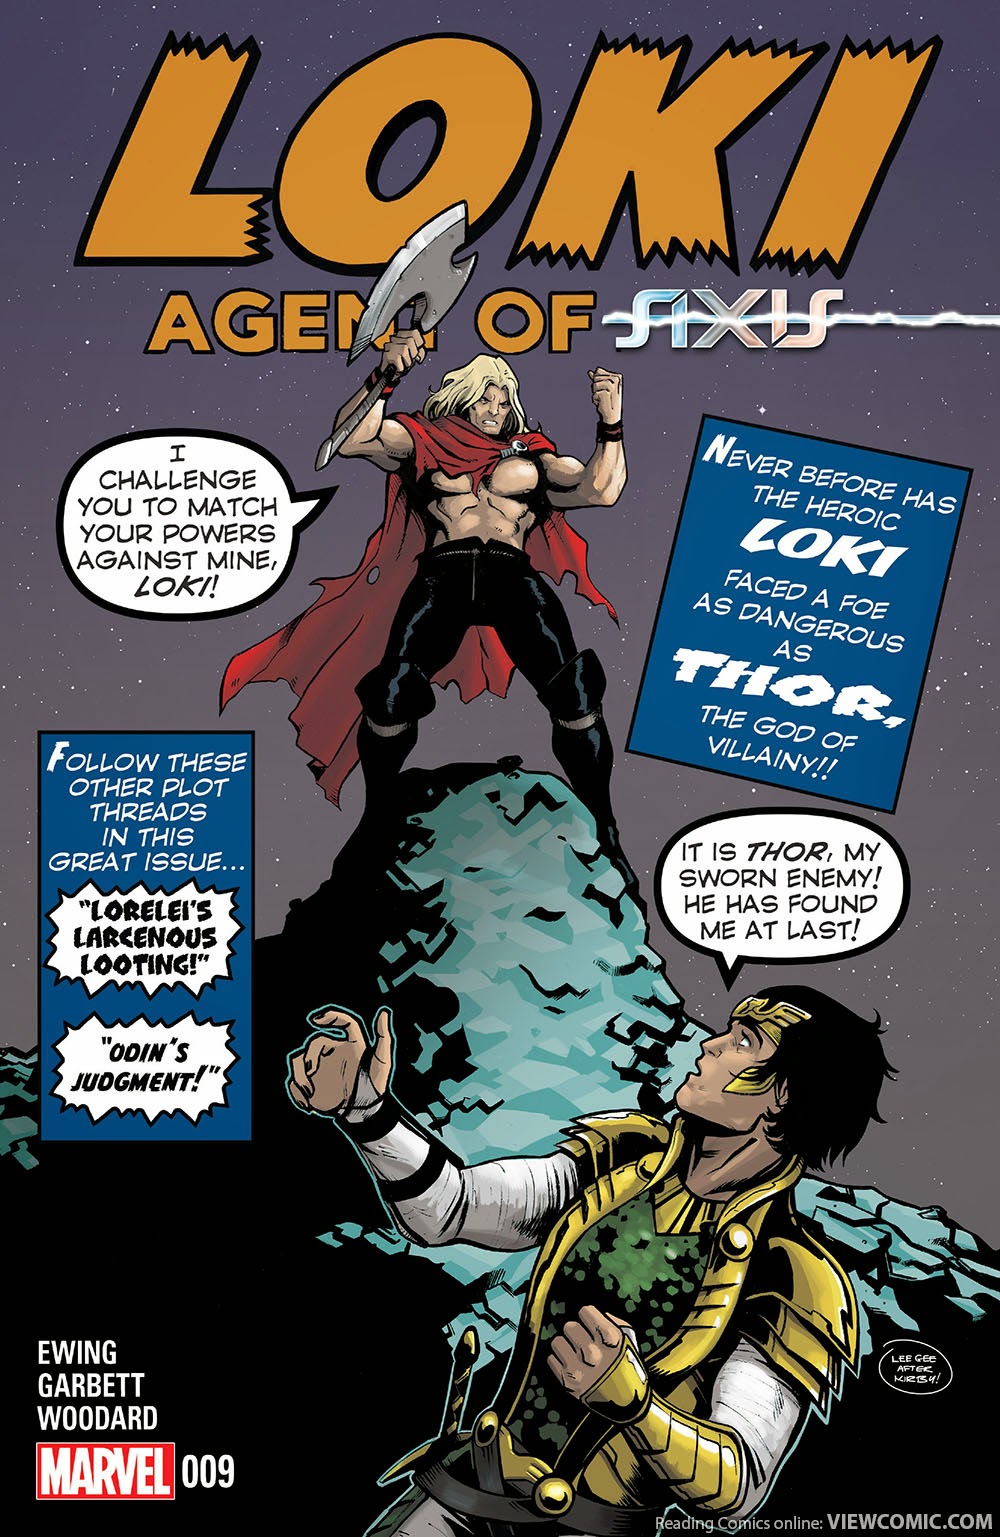 LOKI
AGENT OF AXIS
I
CHALLENGE
YOU TO MATCH
YOUR POWERS
AGAINST MINE,
LOKI!
NEVER BEFORE HAS
THE HEROIC
LOKI
FACED A FOE
AS DANGEROUS
AS
THOR,
THE GOD OF
VILLAINY!!
FOLLOW THESE
OTHER PLOT
THREADS
IN THIS
GREAT ISSUE...
"LORELEI'S
LARCENOUS
LOOTING!"
"ODIN'S
JUDGMENT!"
IT IS THOR, MY
SWORN ENEMY!
HE HAS FOUND
ME AT LAST!
LEE GEE
AFTER
KIRBY!
EWING
GARBETT
WOODARD
MARVEL 009
Reading Comics online: VIEWCOMIC.COM